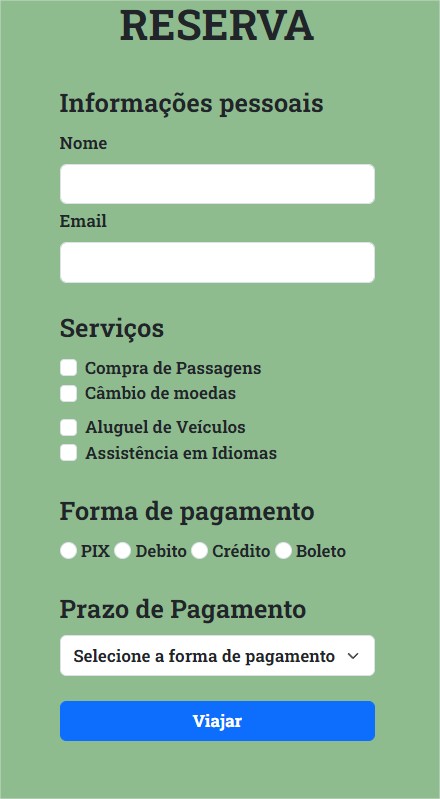 RESERVA
Informações pessoais
Nome
Email
Serviços
Compra de Passagens
Câmbio de moedas
Aluguel de Veículos
Assistência em Idiomas
Forma de pagamento
PIX Debito Crédito Boleto
Prazo de Pagamento
Selecione a forma de pagamento
Viajar